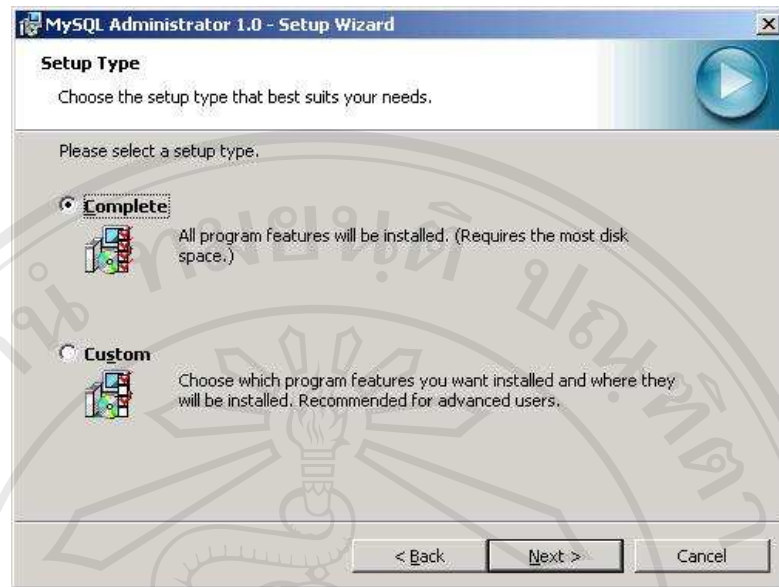 MySQL Administrator 1.0 - Setup Wizard
Setup Type
Choose the setup type that best suits your needs.
Please select a setup type.
Complete
All program features will be installed. (Requires the most disk
space.)
Custom
Choose which program features you want installed and where they
will be installed. Recommended for advanced users.
< Back Next > Cancel